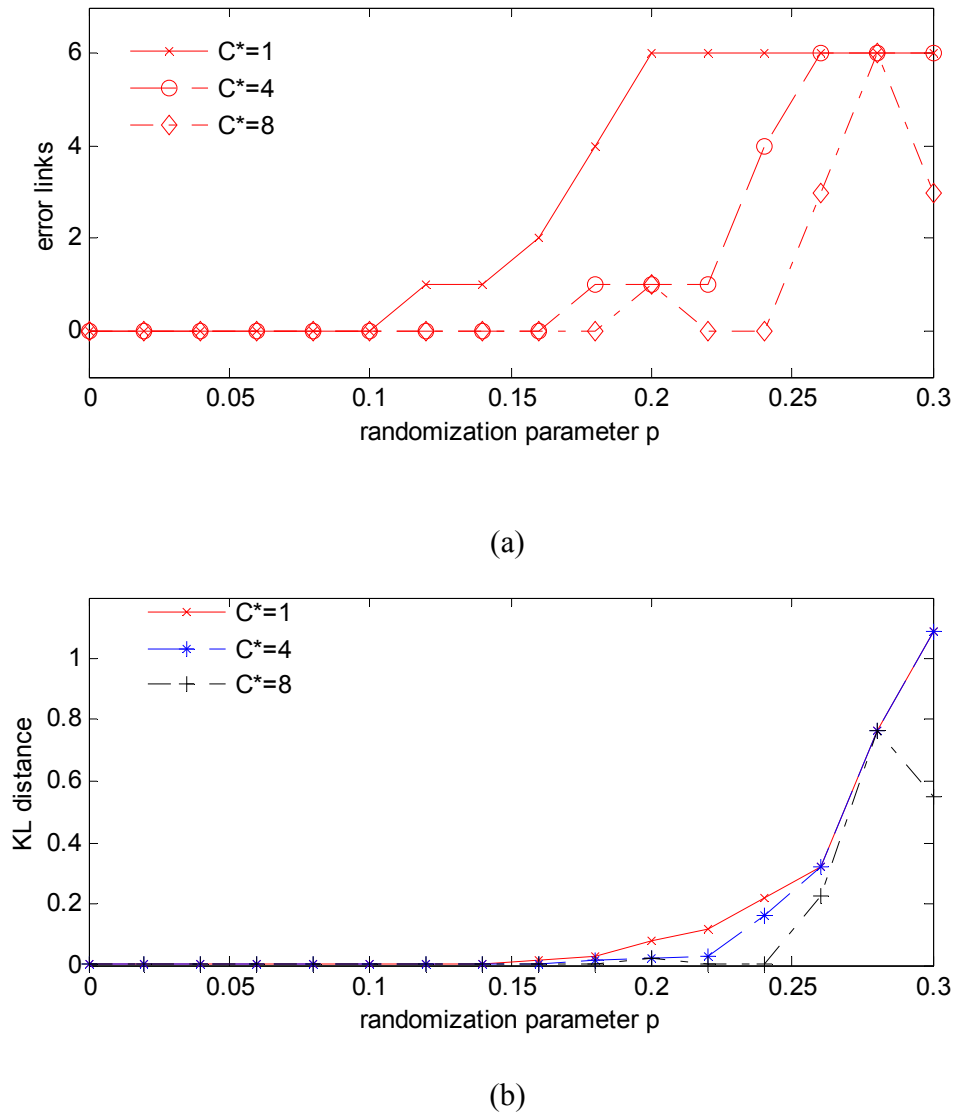 6
4
2
0
error links
C*=1
C*=4
C*=8
0 0.05 0.1 0.15 0.2 0.25 0.3
randomization parameter p
(a)
1
0.8
0.6
0.4
0.2
0
KL distance
C*=1
C*=4
C*=8
0 0.05 0.1 0.15 0.2 0.25 0.3
randomization parameter p
(b)